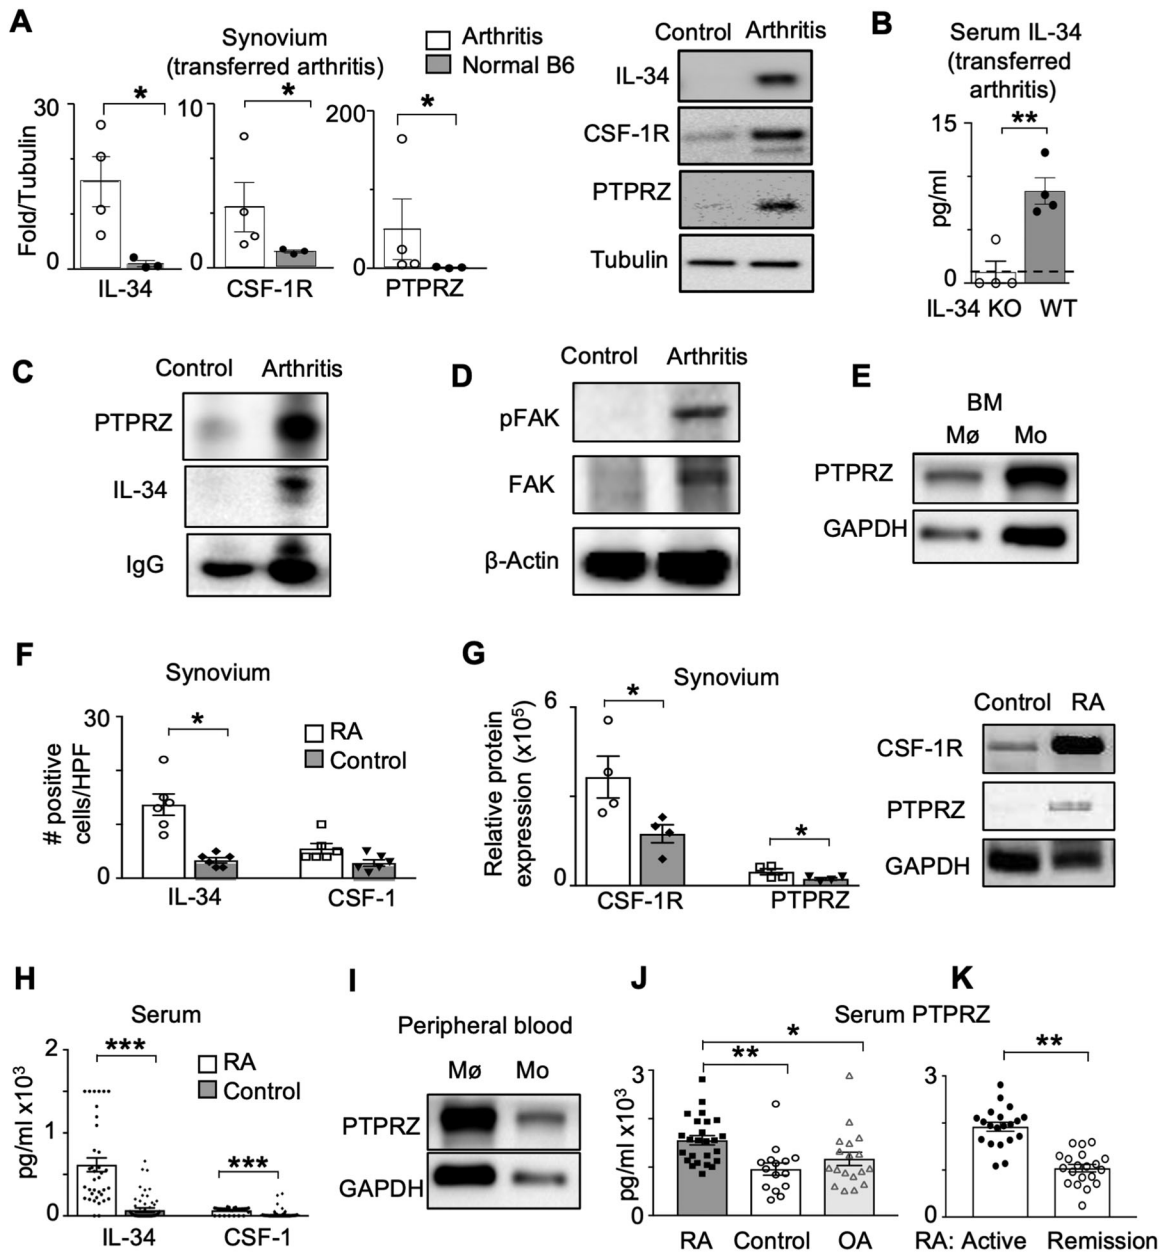 A
Synovium
(transferred arthritis)
Arthritis
Normal B6
Fold/Tubulin
30
0
*
IL-34
10
0
*
CSF-1R
200
0
*
PTPRZ
Control Arthritis
IL-34
CSF-1R
PTPRZ
Tubulin
B
Serum IL-34
(transferred
arthritis)
**
pg/ml
15
0
IL-34 KO WT
C
Control Arthritis
PTPRZ
IL-34
IgG
D
Control Arthritis
pFAK
FAK
β-Actin
E
BM
Mø Mo
PTPRZ
GAPDH
F
Synovium
# positive
cells/HPF
30
0
*
RA
Control
IL-34 CSF-1
G
Synovium
Relative protein
expression (x10⁵)
6
0
*
*
CSF-1R PTPRZ
Control RA
CSF-1R
PTPRZ
GAPDH
H
Serum
pg/ml x10³
2
1
0
***
***
RA
Control
IL-34 CSF-1
I
Peripheral blood
Mø Mo
PTPRZ
GAPDH
J
K
Serum PTPRZ
pg/ml x10³
3
0
*
**
RA Control OA
3
0
**
RA: Active Remission